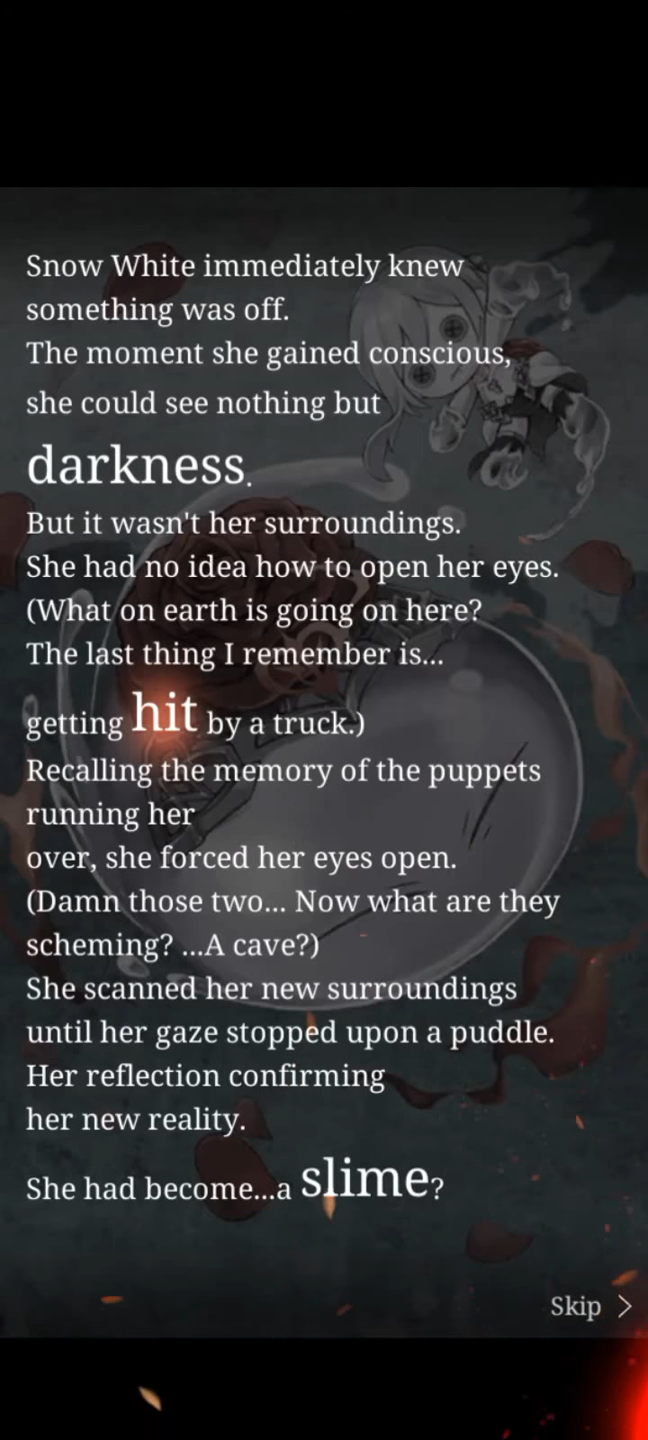 Snow White immediately knew
something was off.
The moment she gained conscious,
she could see nothing but
darkness.
But it wasn't her surroundings.
She had no idea how to open her eyes.
(What on earth is going on here?
The last thing I remember is...
getting hit by a truck.)
Recalling the memory of the puppets
running her
over, she forced her eyes open.
(Damn those two... Now what are they
scheming? ...A cave?)
She scanned her new surroundings
until her gaze stopped upon a puddle.
Her reflection confirming
her new reality.
She had become...a slime?
Skip >